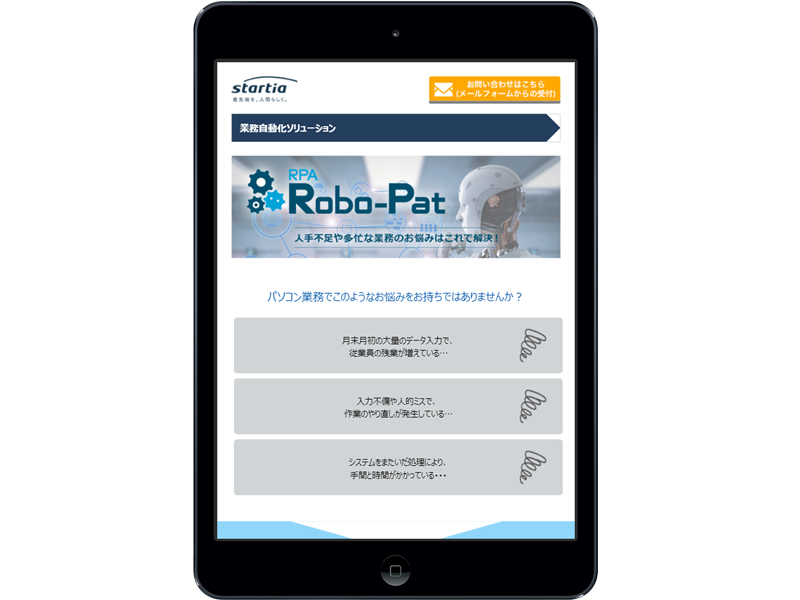 startia
最先端を、人間らしく。
お問い合わせはこちら
(メールフォームからの受付)
業務自動化ソリューション
RPA
Robo-Pat
人手不足や多忙な業務のお悩みはこれで解決！
パソコン業務でこのようなお悩みをお持ちではありませんか？
月末月初の大量のデータ入力で、
従業員の残業が増えている…
入力不備や人的ミスで、
作業のやり直しが発生している…
システムをまたいだ処理により、
手間と時間がかかっている・・・